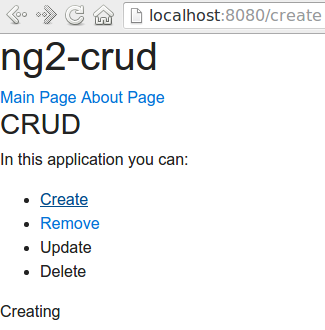 localhost:8080/create
ng2-crud
Main Page About Page
CRUD
In this application you can:
Create
Remove
Update
Delete
Creating